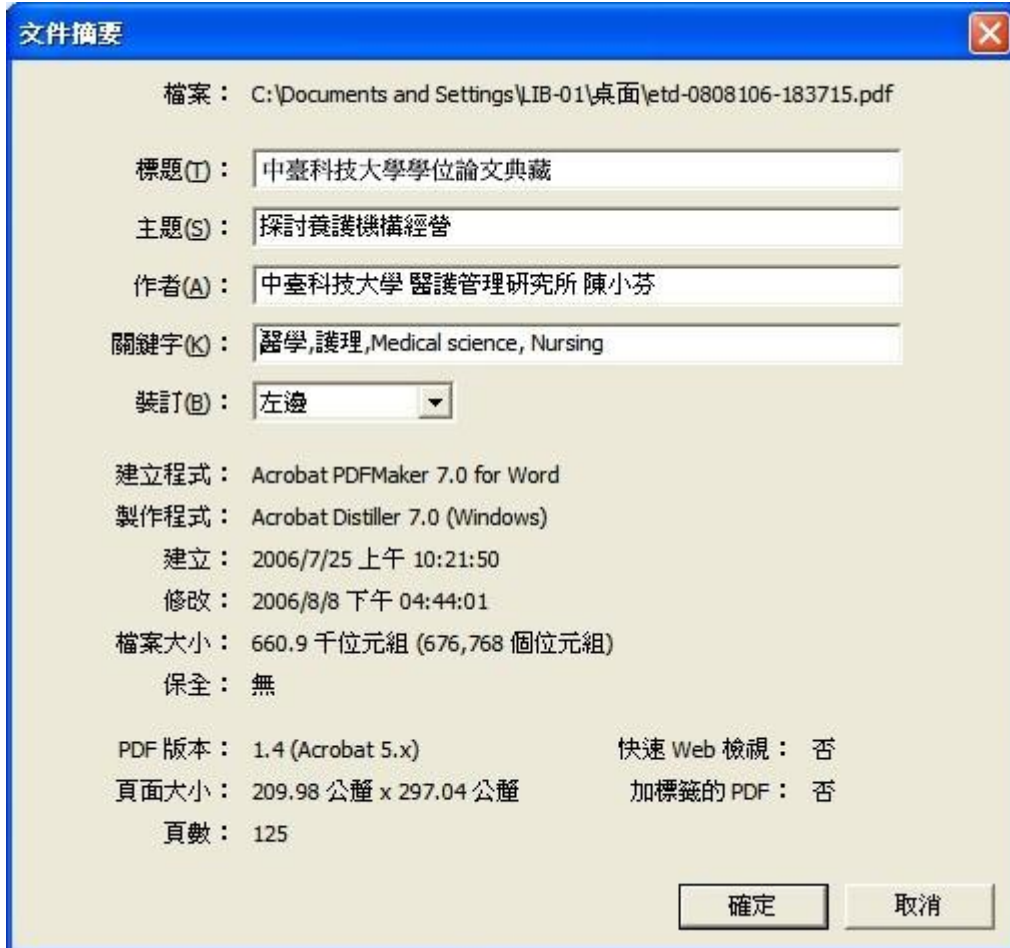 文件摘要
檔案： C:\Documents and Settings\LIB-01\桌面\etd-0808106-183715.pdf
標題(T)： 中臺科技大學學位論文典藏
主題(S)： 探討養護機構經營
作者(A)： 中臺科技大學 醫護管理研究所 陳小芬
關鍵字(K)： 醫學,護理,Medical science, Nursing
裝訂(B)： 左邊
建立程式： Acrobat PDFMaker 7.0 for Word
製作程式： Acrobat Distiller 7.0 (Windows)
建立： 2006/7/25 上午 10:21:50
修改： 2006/8/8 下午 04:44:01
檔案大小： 660.9 千位元組 (676,768 個位元組)
保全： 無
PDF 版本： 1.4 (Acrobat 5.x) 快速 Web 檢視： 否
頁面大小： 209.98 公釐 x 297.04 公釐 加標籤的 PDF： 否
頁數： 125
確定 取消